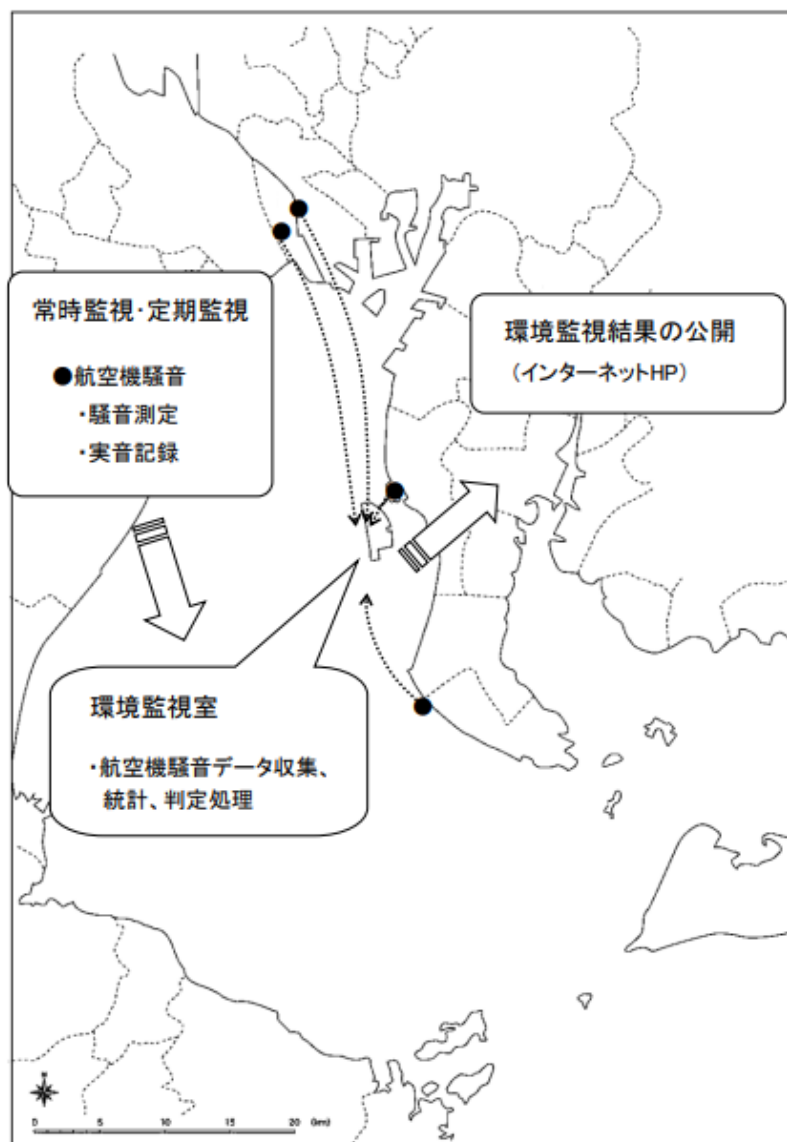 常時監視・定期監視
●航空機騒音
・騒音測定
・実音記録
環境監視結果の公開
（インターネットHP）
環境監視室
・航空機騒音データ収集、
統計、判定処理
N
0 5 10 15 20 (km)